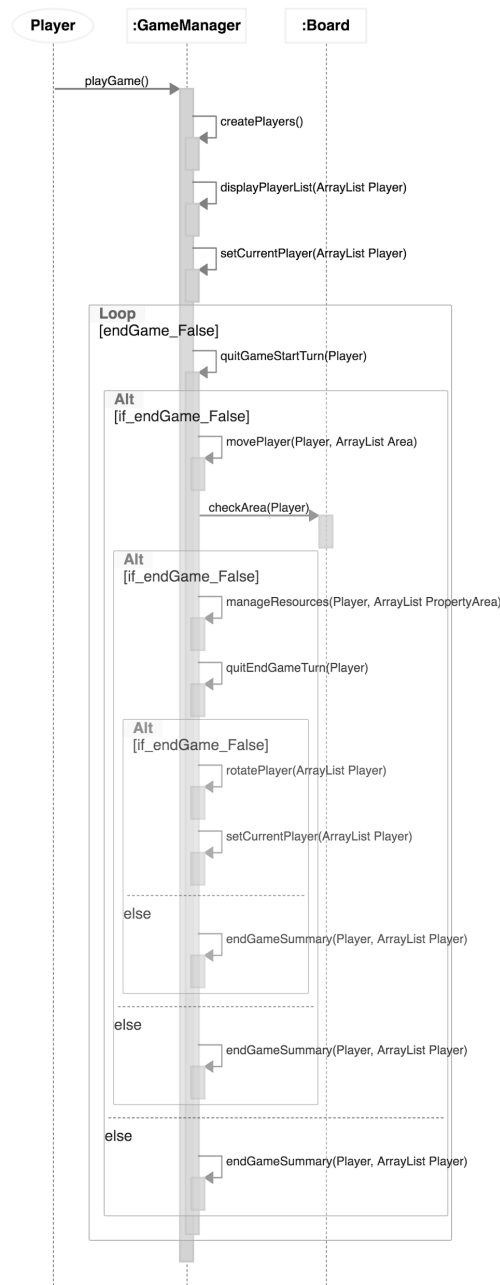 Player
:GameManager
:Board
playGame()
createPlayers()
displayPlayerList(ArrayList Player)
setCurrentPlayer(ArrayList Player)
Loop
[endGame_False]
quitGameStartTurn(Player)
Alt
[if_endGame_False]
movePlayer(Player, ArrayList Area)
checkArea(Player)
Alt
[if_endGame_False]
manageResources(Player, ArrayList PropertyArea)
quitEndGameTurn(Player)
Alt
[if_endGame_False]
rotatePlayer(ArrayList Player)
setCurrentPlayer(ArrayList Player)
else
endGameSummary(Player, ArrayList Player)
else
endGameSummary(Player, ArrayList Player)
else
endGameSummary(Player, ArrayList Player)